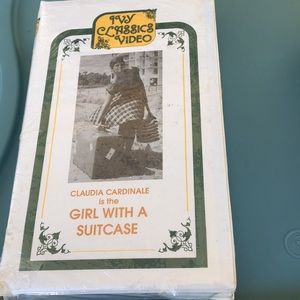 IVY
CLASSICS
VIDEO
CLAUDIA CARDINALE
is the
GIRL WITH A
SUITCASE